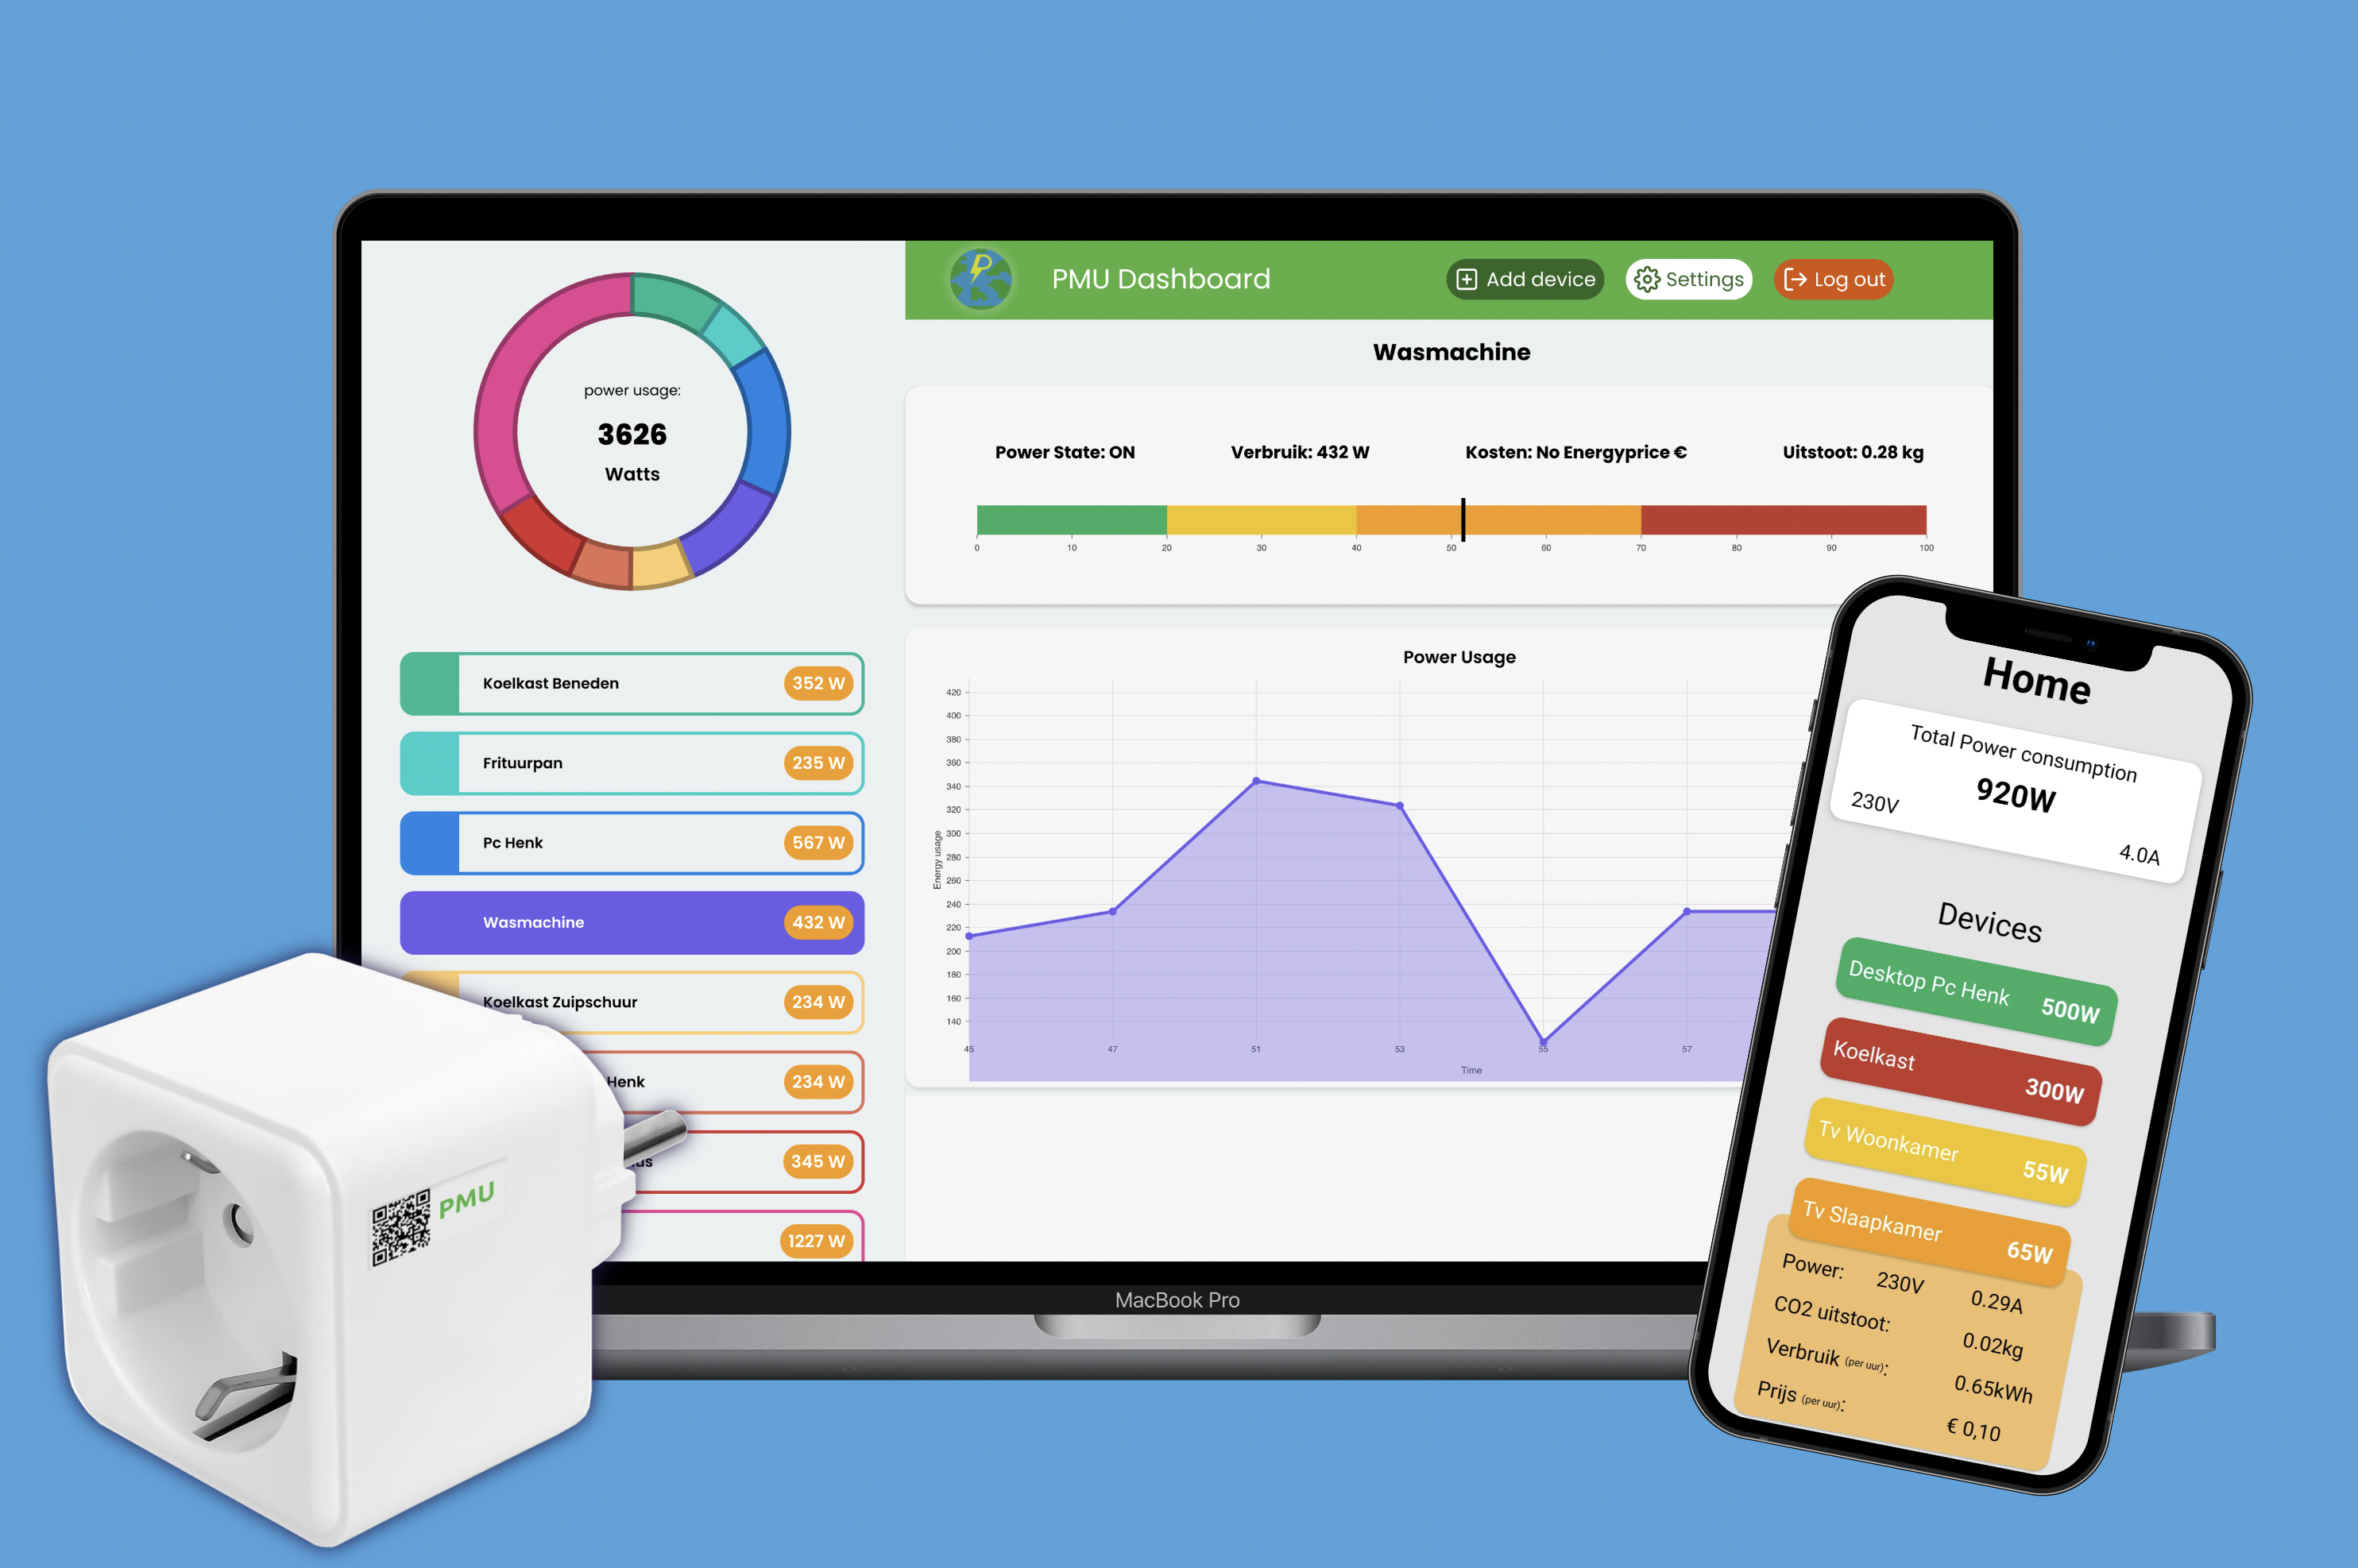 power usage:
3626
Watts
Koelkast Beneden 352 W
Frituurpan 235 W
Pc Henk 567 W
Wasmachine 432 W
Koelkast Zuipschuur 234 W
Henk 234 W
345 W
1227 W
PMU Dashboard
Add device
Settings
Log out
Wasmachine
Power State: ON
Verbruik: 432 W
Kosten: No Energyprice €
Uitstoot: 0.28 kg
0 10 20 30 40 50 60 70 80 90 100
Power Usage
420
400
380
360
340
320
300
280
260
240
220
200
180
160
140
Energy usage
45 47 51 53 55 57
Time
MacBook Pro
PMU
Home
Total Power consumption
920W
230V
4.0A
Devices
Desktop Pc Henk 500W
Koelkast 300W
Tv Woonkamer 55W
Tv Slaapkamer 65W
Power: 230V 0.29A
CO2 uitstoot: 0.02kg
Verbruik (per uur): 0.65kWh
Prijs (per uur): € 0,10